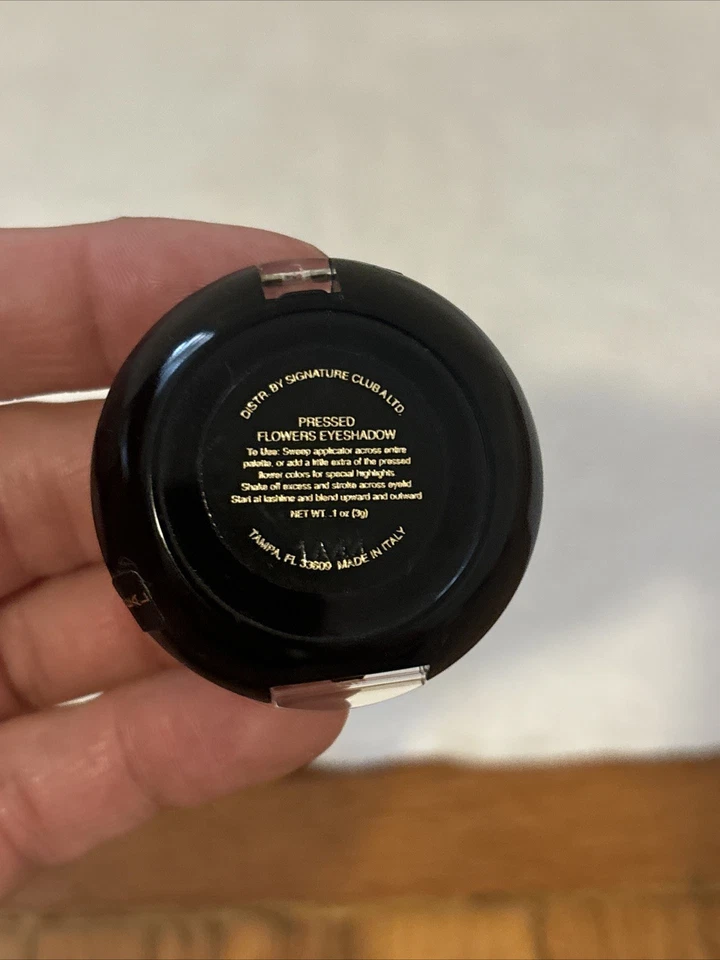 DISTR. BY SIGNATURE CLUB A LTD.
PRESSED
FLOWERS EYESHADOW
To Use: Sweep applicator across entire
palette, or add a little extra of the pressed
flower colors for special highlights.
Shake off excess and stroke across eyelid
Start at lashline and blend upward and outward
NET WT. .1 oz (3g)
TAMPA, FL 33609 MADE IN ITALY